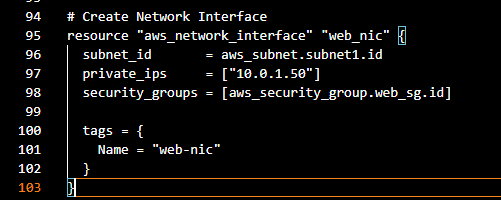 94 # Create Network Interface
95 resource "aws_network_interface" "web_nic" {
96 subnet_id = aws_subnet.subnet1.id
97 private_ips = ["10.0.1.50"]
98 security_groups = [aws_security_group.web_sg.id]
99
100 tags = {
101 Name = "web-nic"
102 }
103 }